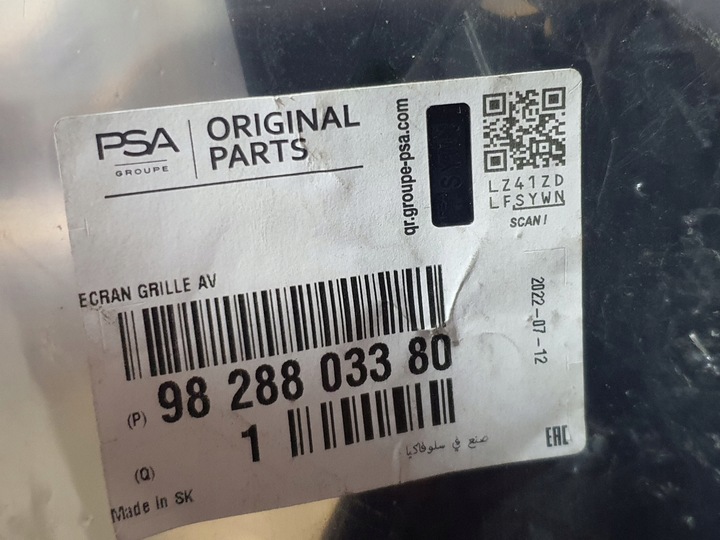 PSA
GROUPE
ORIGINAL
PARTS
qr.groupe-psa.com
LZ41ZD
LFSYWN
SCAN!
ECRAN GRILLE AV
2022-07-12
(P) 98 288 033 80
(Q) 1
صنع في سلوفاكيا
EAC
Made in SK